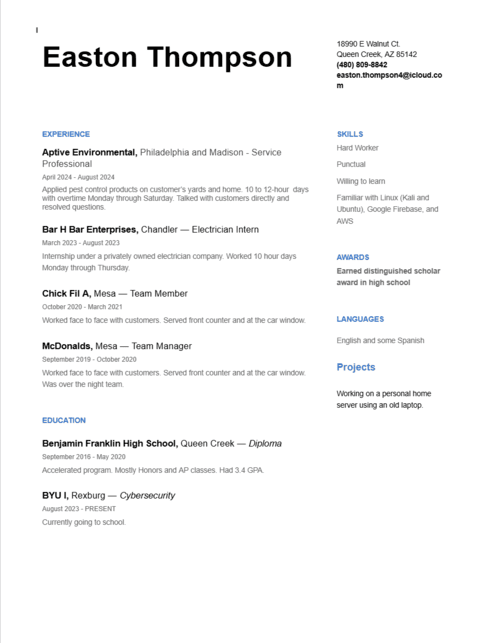 Easton Thompson
18990 E Walnut Ct.
Queen Creek, AZ 85142
(480) 809-8842
easton.thompson4@icloud.co
m
EXPERIENCE
Aptive Environmental, Philadelphia and Madison - Service
Professional
April 2024 - August 2024
Applied pest control products on customer's yards and home. 10 to 12-hour days
with overtime Monday through Saturday. Talked with customers directly and
resolved questions.
Bar H Bar Enterprises, Chandler — Electrician Intern
March 2023 - August 2023
Internship under a privately owned electrician company. Worked 10 hour days
Monday through Thursday.
Chick Fil A, Mesa — Team Member
October 2020 - March 2021
Worked face to face with customers. Served front counter and at the car window.
McDonalds, Mesa — Team Manager
September 2019 - October 2020
Worked face to face with customers. Served front counter and at the car window.
Was over the night team.
EDUCATION
Benjamin Franklin High School, Queen Creek — Diploma
September 2016 - May 2020
Accelerated program. Mostly Honors and AP classes. Had 3.4 GPA.
BYU I, Rexburg — Cybersecurity
August 2023 - PRESENT
Currently going to school.
SKILLS
Hard Worker
Punctual
Willing to learn
Familiar with Linux (Kali and
Ubuntu), Google Firebase, and
AWS
AWARDS
Earned distinguished scholar
award in high school
LANGUAGES
English and some Spanish
Projects
Working on a personal home
server using an old laptop.